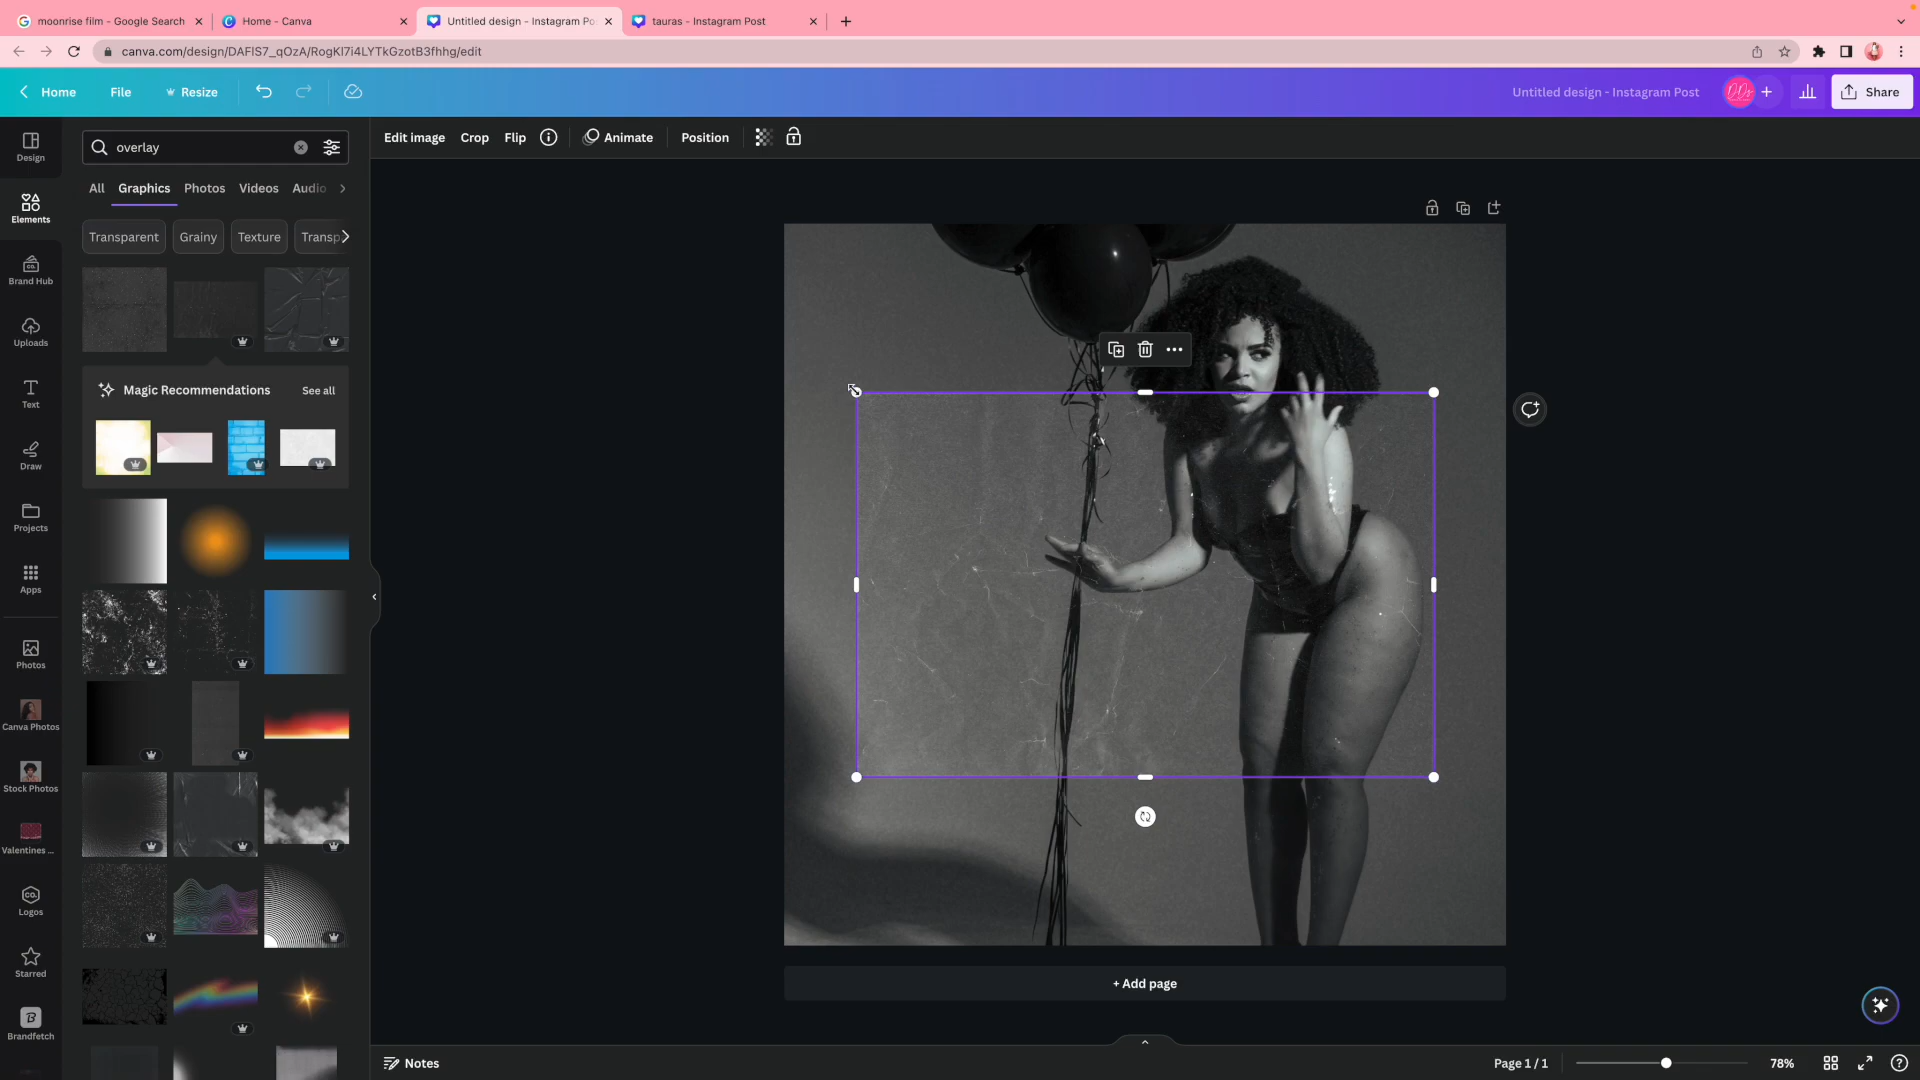 moonrise film - Google Search
Home - Canva
Untitled design - Instagram Po
tauras - Instagram Post
canva.com/design/DAFIS7_qOzA/RogKI7i4LYTkGzotB3fhhg/edit
Home
File
Resize
Untitled design - Instagram Post
Share
Design
overlay
Edit image
Crop
Flip
Animate
Position
Elements
All
Graphics
Photos
Videos
Audio
Transparent
Grainy
Texture
Transp
Brand Hub
Uploads
Magic Recommendations
See all
Text
Draw
Projects
Apps
Photos
Canva Photos
Stock Photos
Valentines ...
CO.
Logos
Starred
Brandfetch
+ Add page
Notes
Page 1 / 1
78%